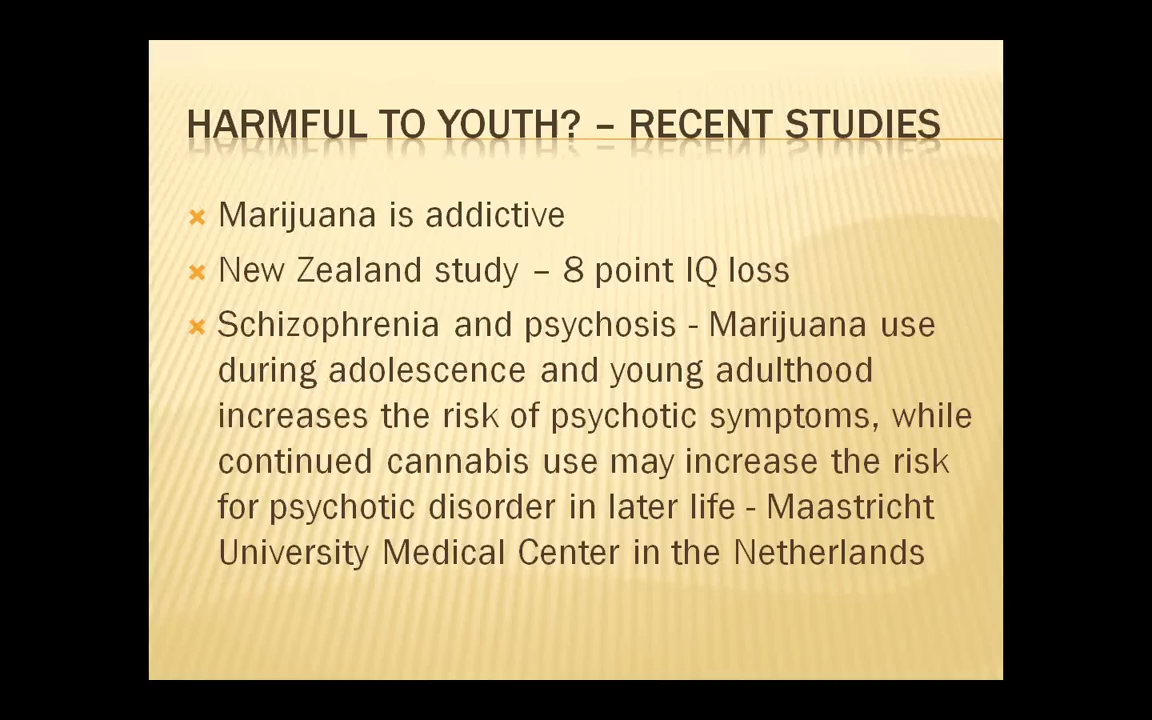 HARMFUL TO YOUTH? – RECENT STUDIES
Marijuana is addictive
New Zealand study – 8 point IQ loss
Schizophrenia and psychosis - Marijuana use
during adolescence and young adulthood
increases the risk of psychotic symptoms, while
continued cannabis use may increase the risk
for psychotic disorder in later life - Maastricht
University Medical Center in the Netherlands